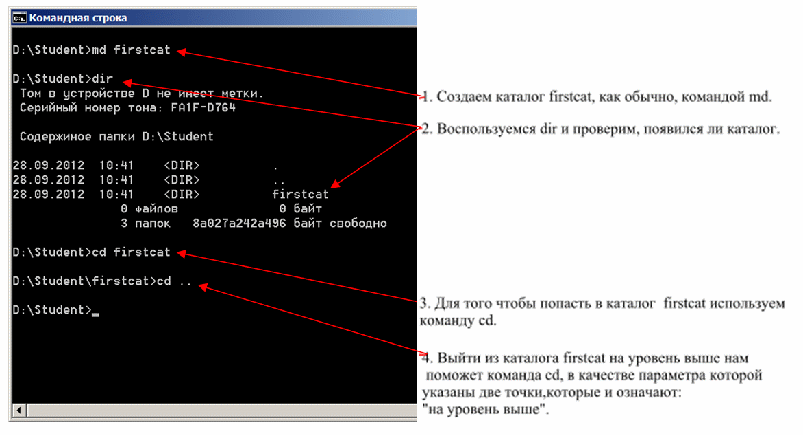 Командная строка
D:\Student>md firstcat
D:\Student>dir
Том в устройстве D не имеет метки.
Серийный номер тома: FA1F-D764
Содержимое папки D:\Student
28.09.2012 10:41 <DIR> .
28.09.2012 10:41 <DIR> ..
28.09.2012 10:41 <DIR> firstcat
0 файлов 0 байт
3 папок 8а027а242а496 байт свободно
D:\Student>cd firstcat
D:\Student\firstcat>cd ..
D:\Student>_
1. Создаем каталог firstcat, как обычно, командой md.
2. Воспользуемся dir и проверим, появился ли каталог.
3. Для того чтобы попасть в каталог firstcat используем
команду cd.
4. Выйти из каталога firstcat на уровень выше нам
поможет команда cd, в качестве параметра которой
указаны две точки,которые и означают:
"на уровень выше".